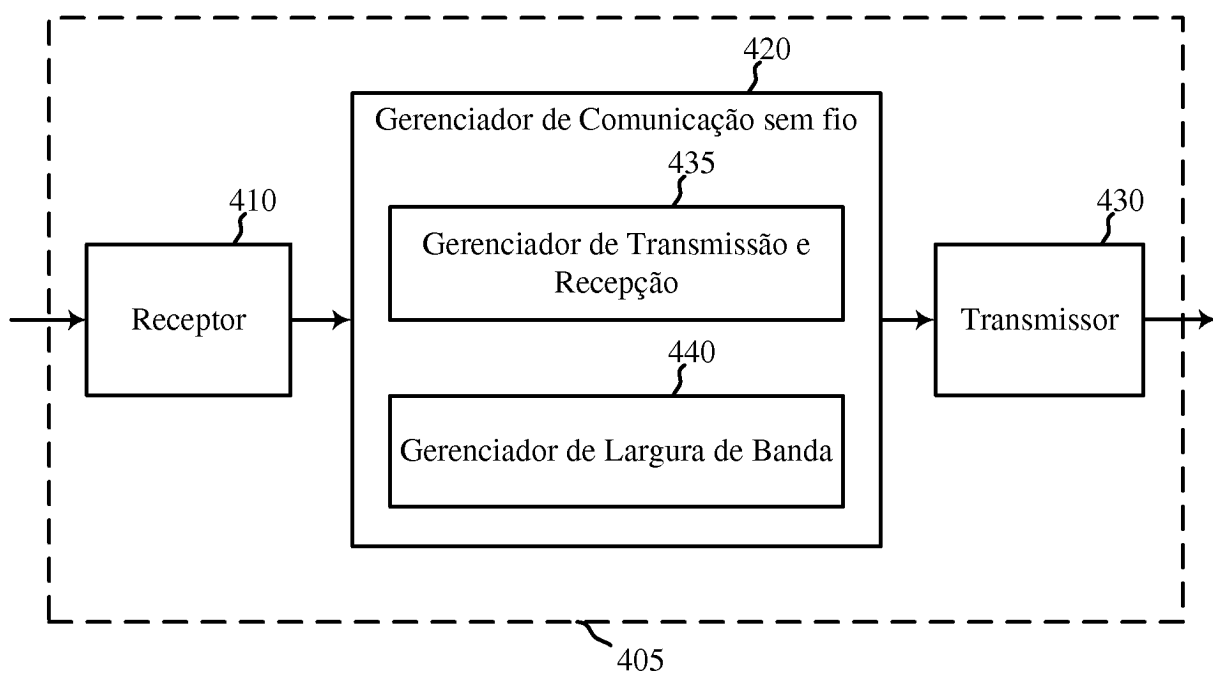 420
Gerenciador de Comunicação sem fio
435
Gerenciador de Transmissão e
Recepção
410
Receptor
430
Transmissor
440
Gerenciador de Largura de Banda
405